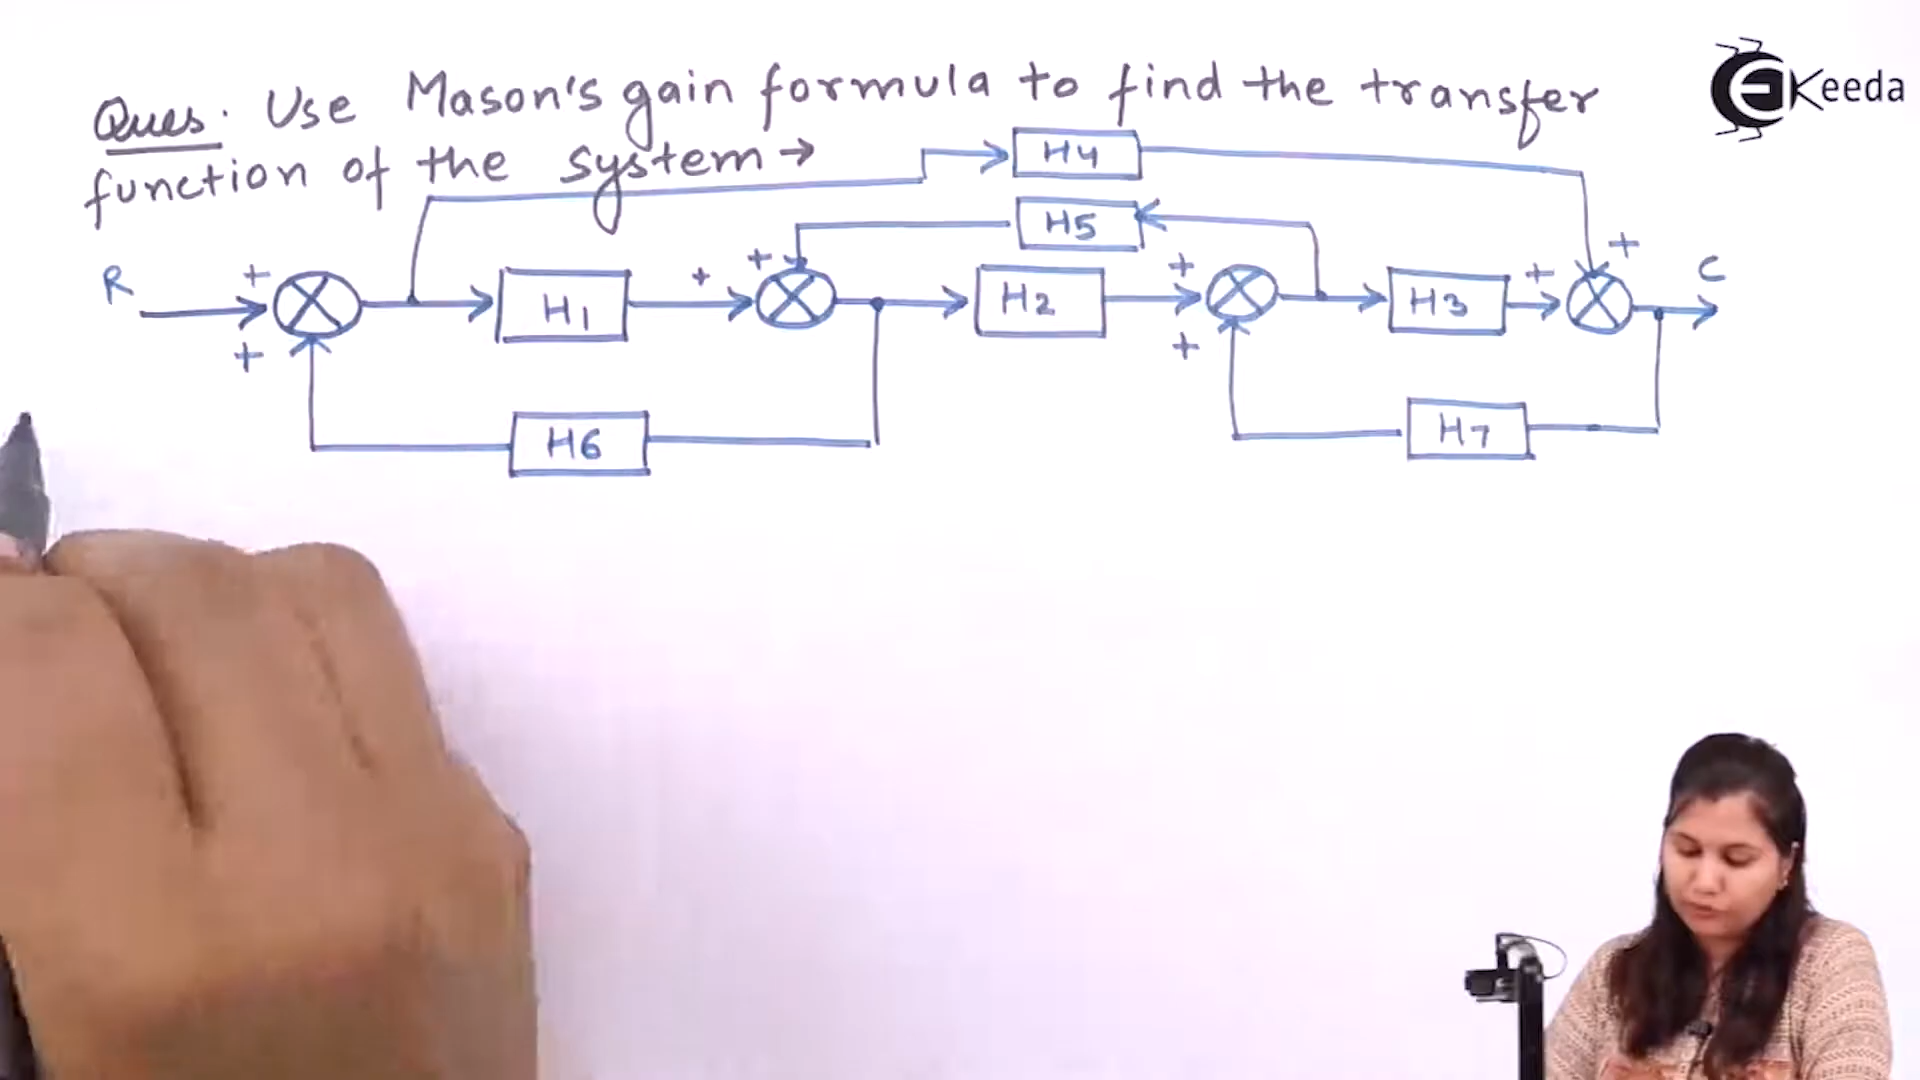 Ques. Use Mason's gain formula to find the transfer
function of the system →
EKeeda
H4
H5
R + + + + + + C
H1 H2 H3
+ +
H6 H7